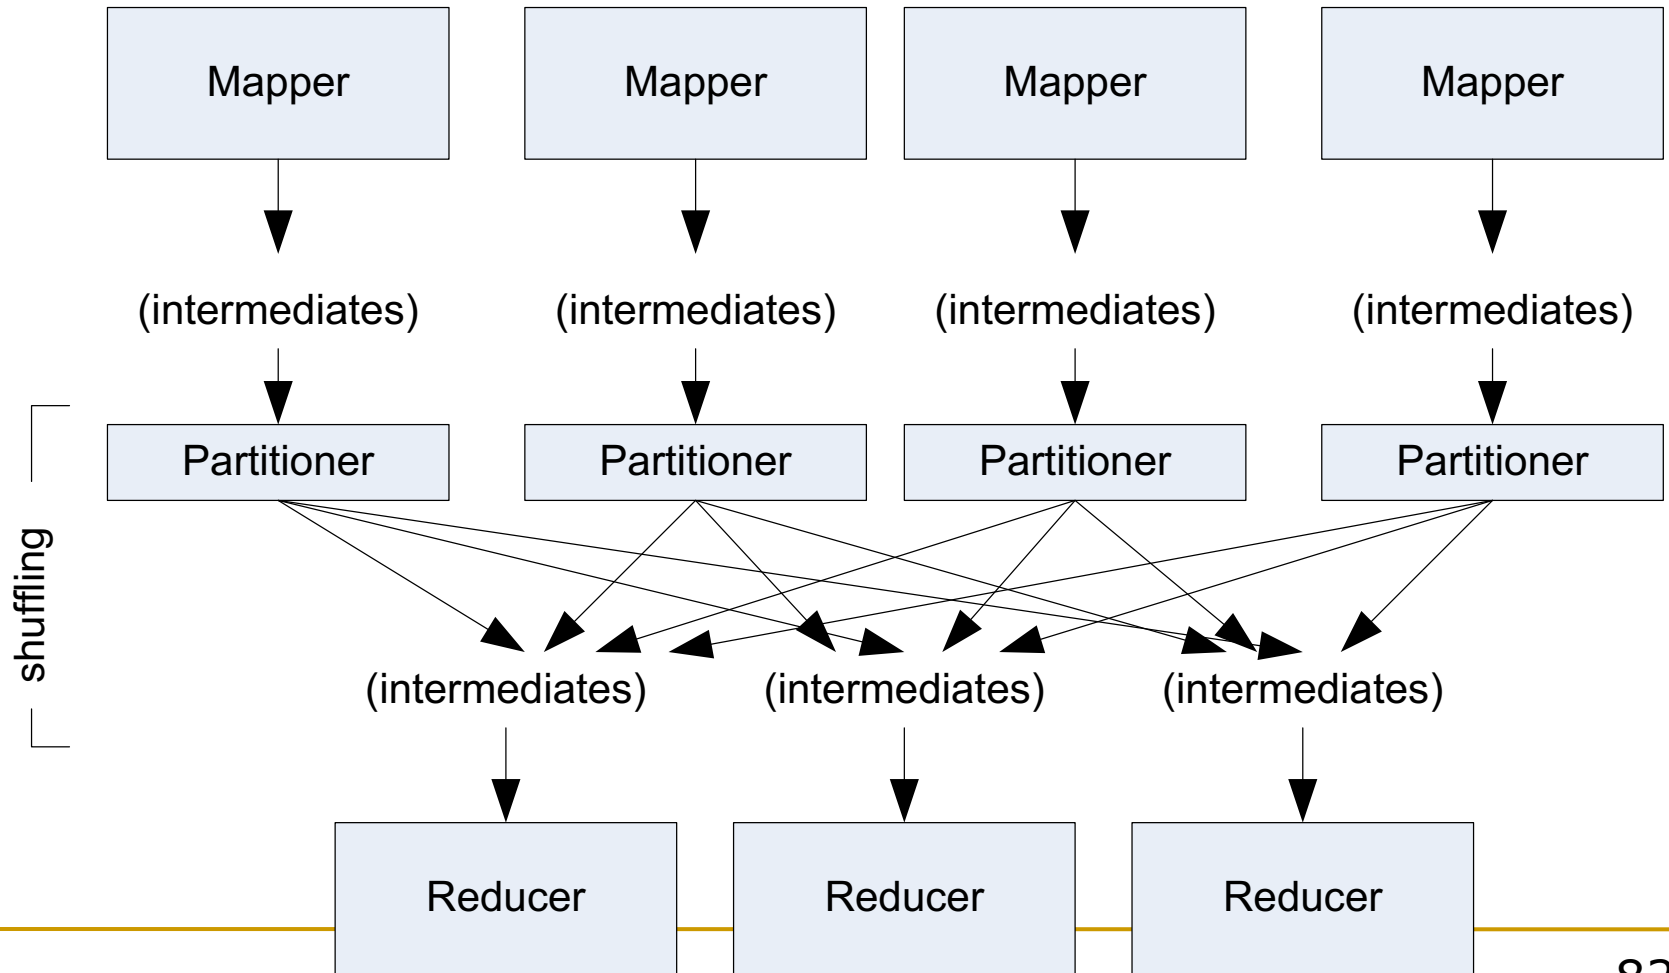 Mapper Mapper Mapper Mapper
(intermediates) (intermediates) (intermediates) (intermediates)
Partitioner Partitioner Partitioner Partitioner
shuffling
(intermediates) (intermediates) (intermediates)
Reducer Reducer Reducer